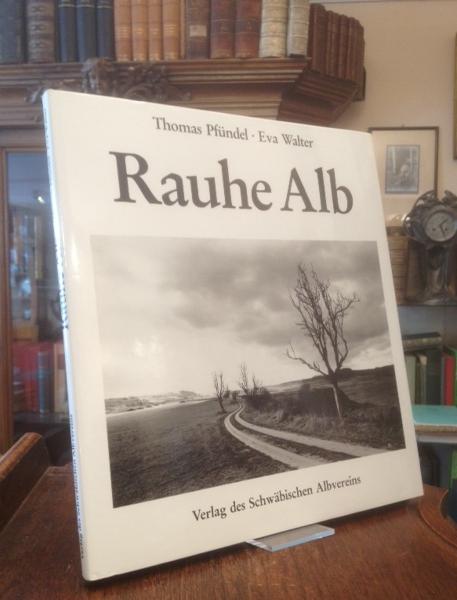 Thomas Pfündel · Eva Walter
Rauhe Alb
Verlag des Schwäbischen Albvereins